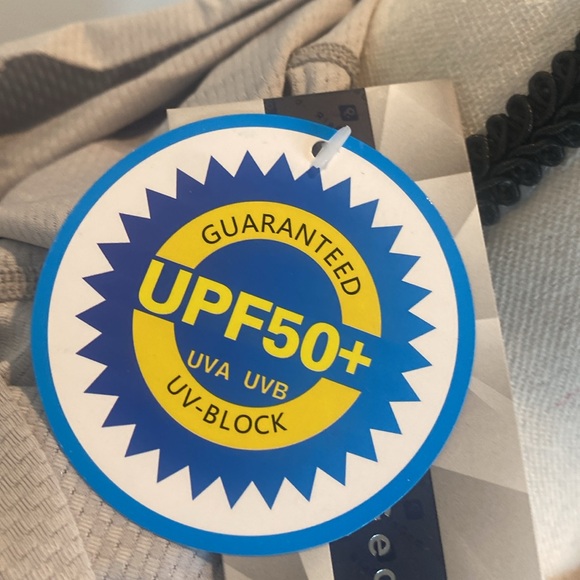 GUARANTEED
UPF50+
UVA UVB
UV-BLOCK